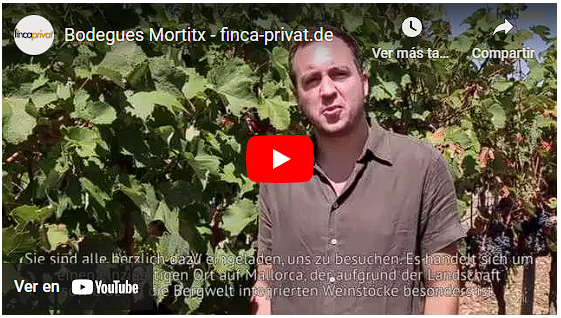 fincaprivat
Bodegues Mortitx - finca-privat.de
Ver más ta...
Compartir
Sie sind alle herzlich dazu eingeladen, uns zu besuchen. Es handelt sich um
einen einzigartigen Ort auf Mallorca, der aufgrund der Landschaft
die Bergwelt integrierten Weinstöcke besonders ist.
Ver en YouTube